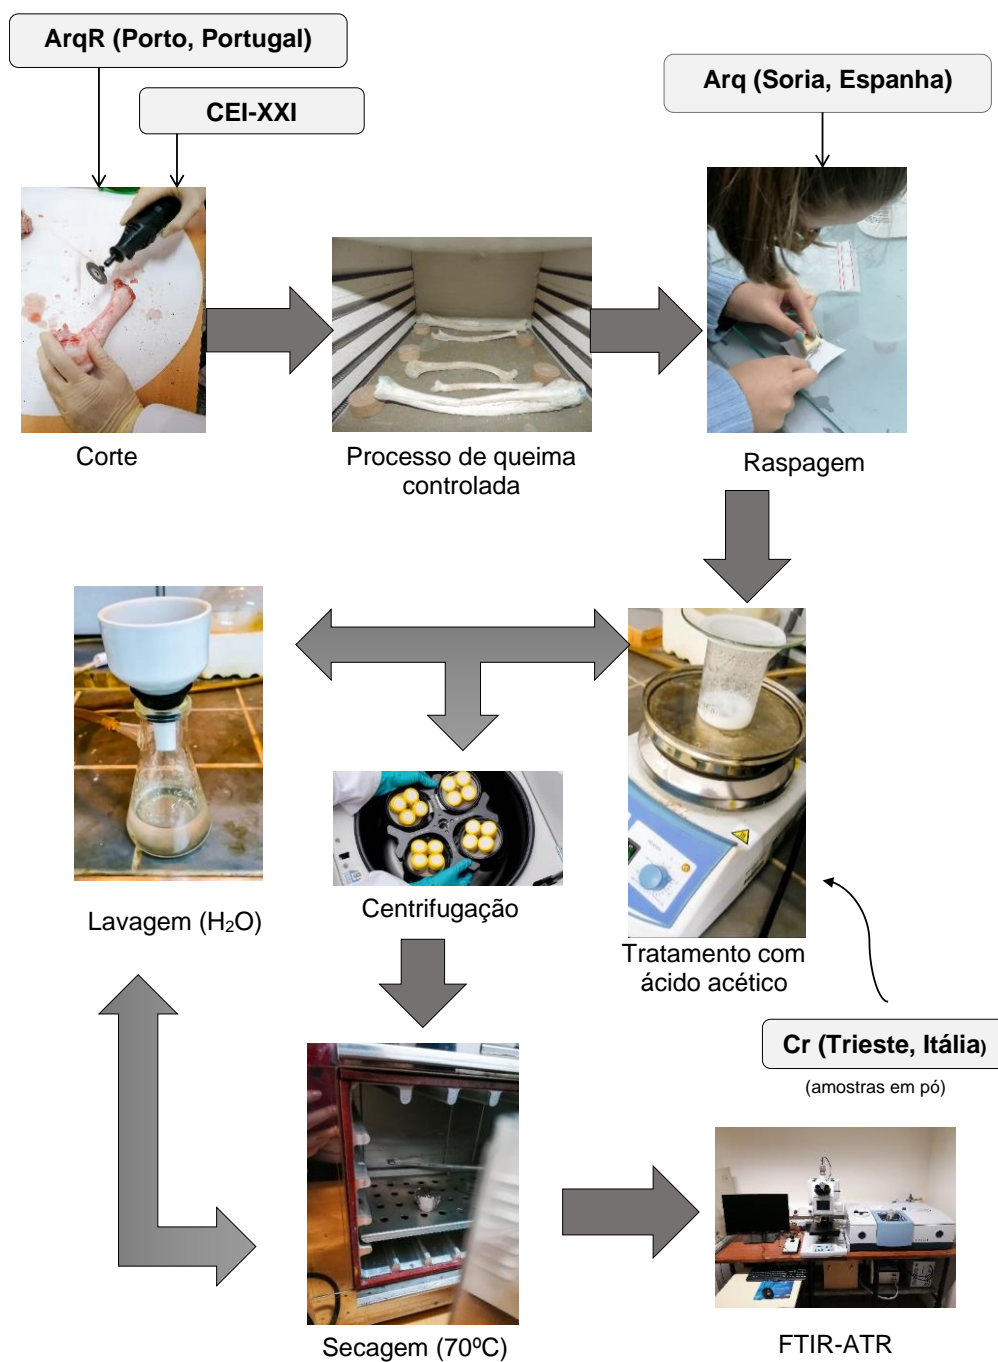 ArqR (Porto, Portugal)
CEI-XXI
Arq (Soria, Espanha)
Corte
Processo de queima
controlada
Raspagem
Lavagem (H₂O)
Centrifugação
Tratamento com
ácido acético
Cr (Trieste, Itália)
(amostras em pó)
Secagem (70ºC)
FTIR-ATR